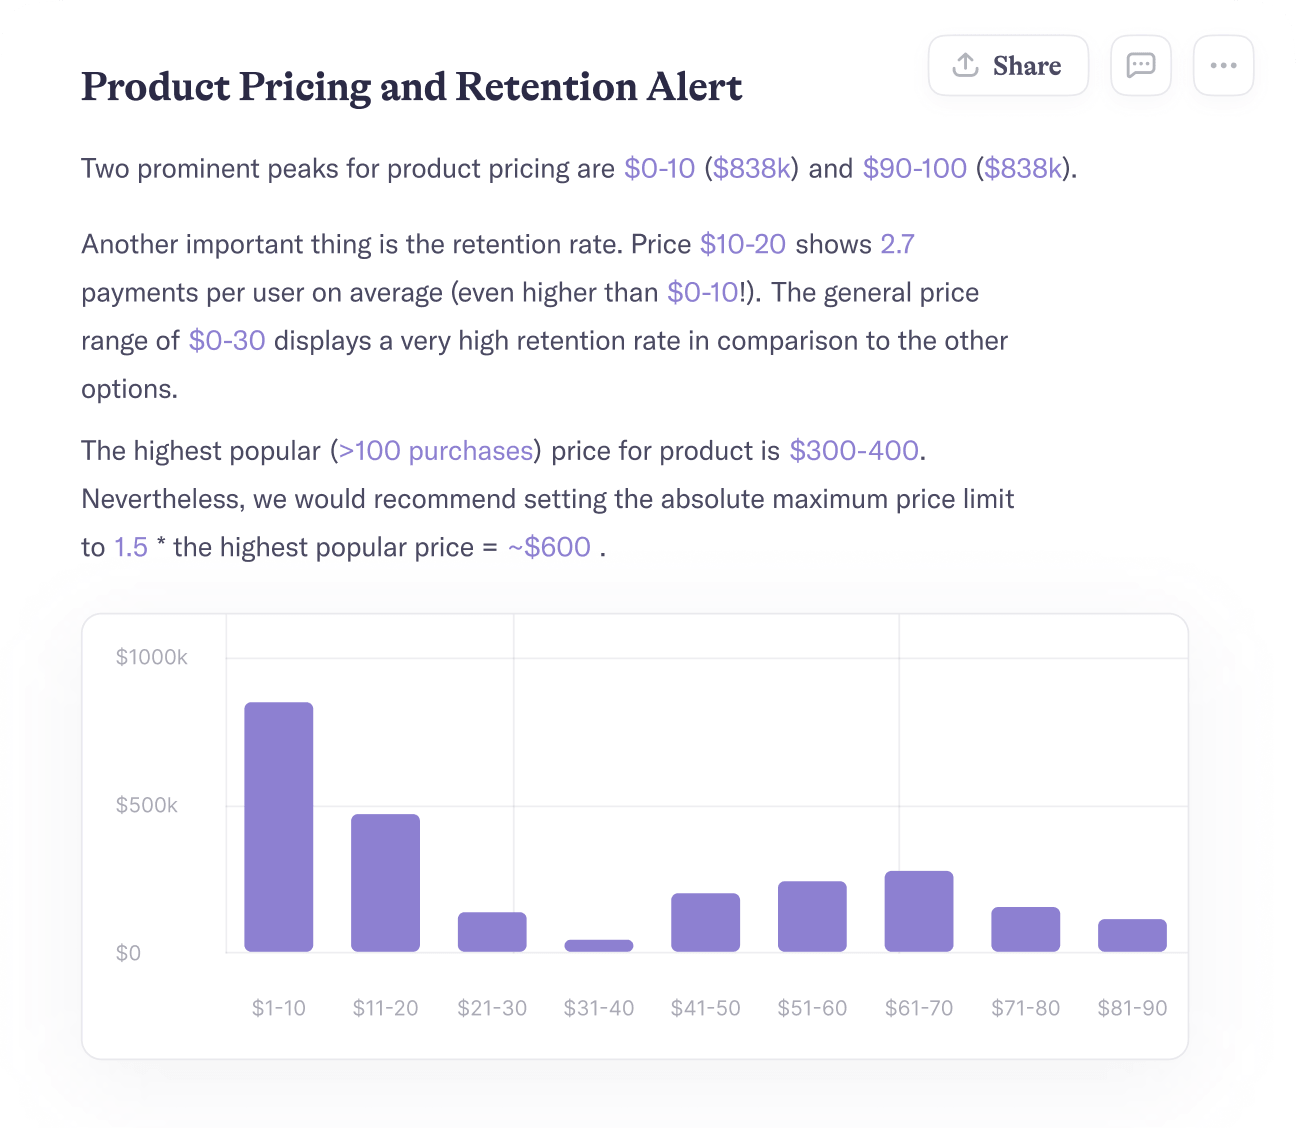 Product Pricing and Retention Alert
Share
Two prominent peaks for product pricing are $0-10 ($838k) and $90-100 ($838k).
Another important thing is the retention rate. Price $10-20 shows 2.7
payments per user on average (even higher than $0-10!). The general price
range of $0-30 displays a very high retention rate in comparison to the other
options.
The highest popular (>100 purchases) price for product is $300-400.
Nevertheless, we would recommend setting the absolute maximum price limit
to 1.5 * the highest popular price = ~$600 .
$1000k
$500k
$0
$1-10 $11-20 $21-30 $31-40 $41-50 $51-60 $61-70 $71-80 $81-90